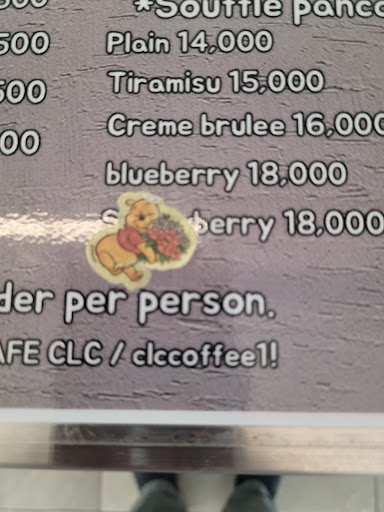 *Souffle panc
500
Plain 14,000
500
Tiramisu 15,000
00
Creme brulee 16,000
blueberry 18,000
berry 18,000
der per person.
AFE CLC / clccoffee1!